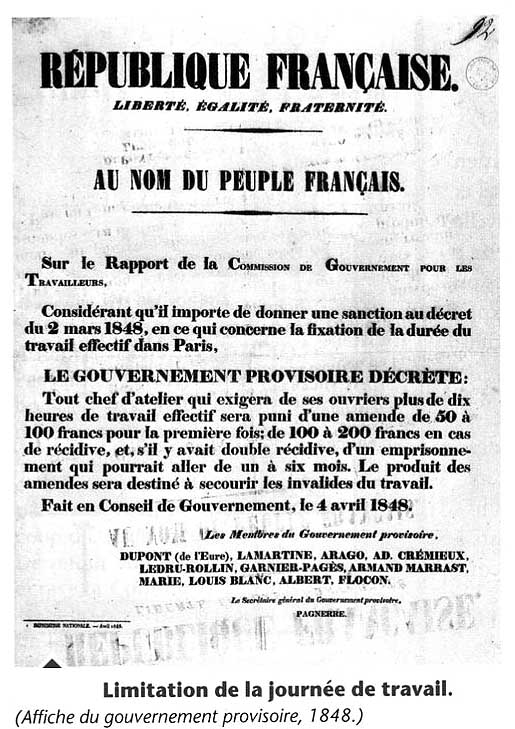 92
RÉPUBLIQUE FRANÇAISE.
LIBERTÉ, ÉGALITÉ, FRATERNITÉ.
AU NOM DU PEUPLE FRANÇAIS.
Sur le Rapport de la COMMISSION DE GOUVERNEMENT POUR LES
TRAVAILLEURS,
Considérant qu'il importe de donner une sanction au décret
du 2 mars 1848, en ce qui concerne la fixation de la durée du
travail effectif dans Paris,
LE GOUVERNEMENT PROVISOIRE DÉCRÈTE:
Tout chef d'atelier qui exigera de ses ouvriers plus de dix
heures de travail effectif sera puni d'une amende de 50 à
100 francs pour la première fois; de 100 à 200 francs en cas
de récidive, et, s'il y avait double récidive, d'un emprisonne-
ment qui pourrait aller de un à six mois. Le produit des
amendes sera destiné à secourir les invalides du travail.
Fait en Conseil de Gouvernement, le 4 avril 1848.
Les Membres du Gouvernement provisoire,
DUPONT (de l'Eure), LAMARTINE, ARAGO, AD. CRÉMIEUX,
LEDRU-ROLLIN, GARNIER-PAGÈS, ARMAND MARRAST,
MARIE, LOUIS BLANC, ALBERT, FLOCON.
Le Secrétaire général du Gouvernement provisoire,
PAGNERRE.
IMPRIMERIE NATIONALE. — Avril 1848.
Limitation de la journée de travail.
(Affiche du gouvernement provisoire, 1848.)